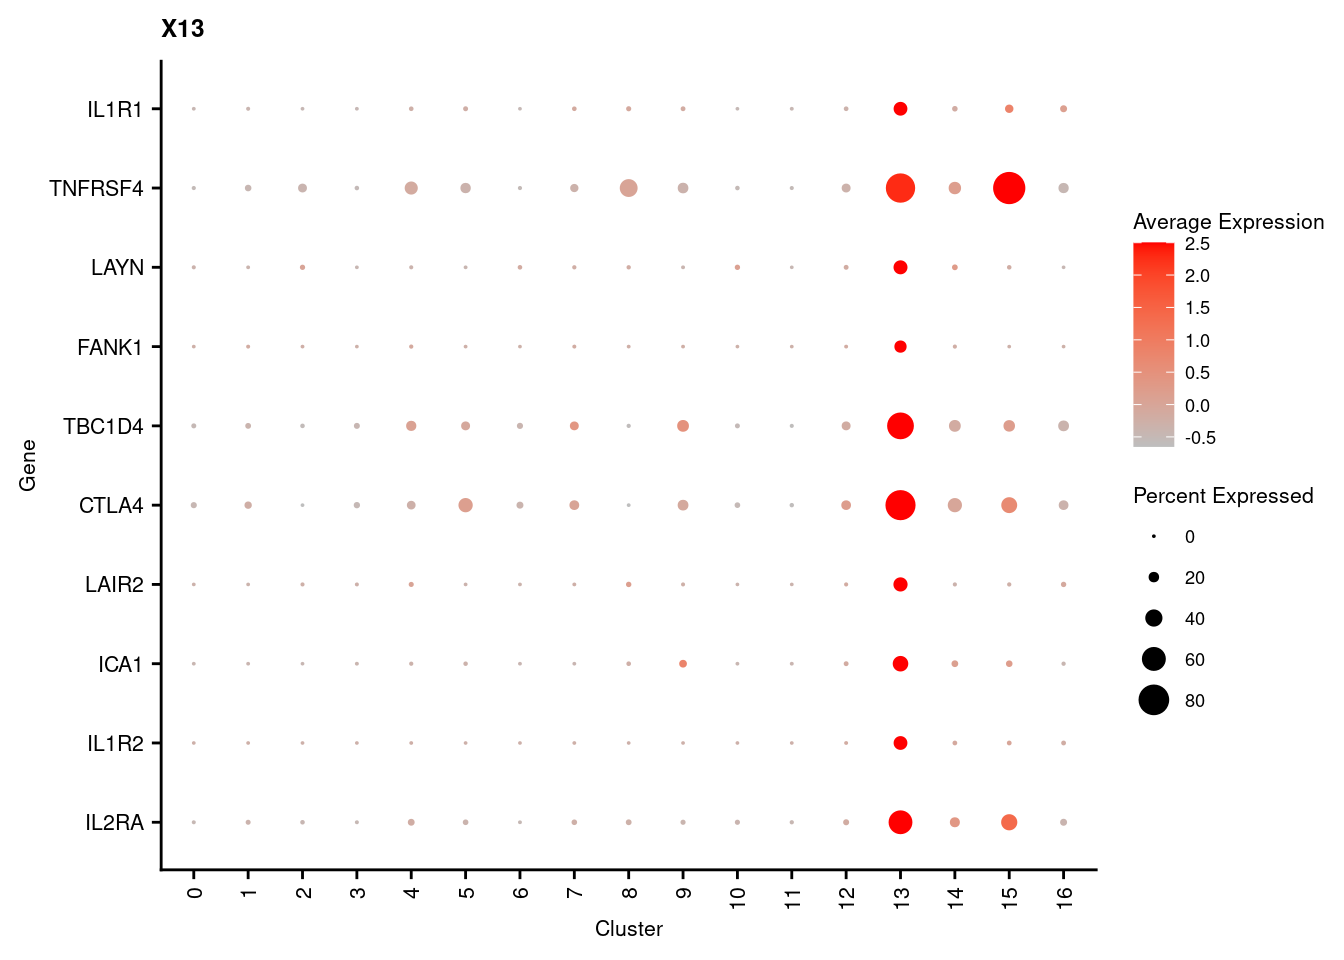 X13
IL1R1
TNFRSF4
LAYN
FANK1
TBC1D4
CTLA4
LAIR2
ICA1
IL1R2
IL2RA
Gene
0 1 2 3 4 5 6 7 8 9 10 11 12 13 14 15 16
Cluster
Average Expression
2.5
2.0
1.5
1.0
0.5
0.0
-0.5
Percent Expressed
0
20
40
60
80